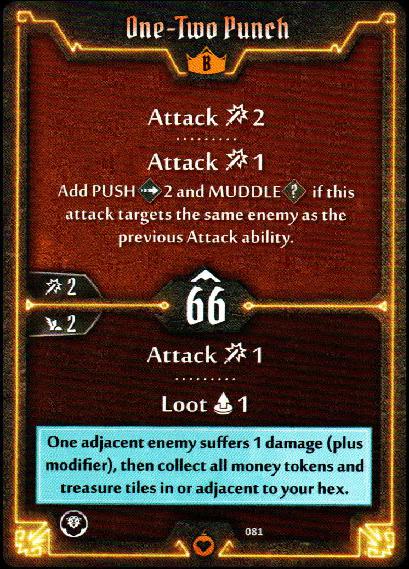 One-Two Punch
B
Attack 2
Attack 1
Add PUSH 2 and MUDDLE ? if this
attack targets the same enemy as the
previous Attack ability.
2
66
2
Attack 1
Loot 1
One adjacent enemy suffers 1 damage (plus
modifier), then collect all money tokens and
treasure tiles in or adjacent to your hex.
081